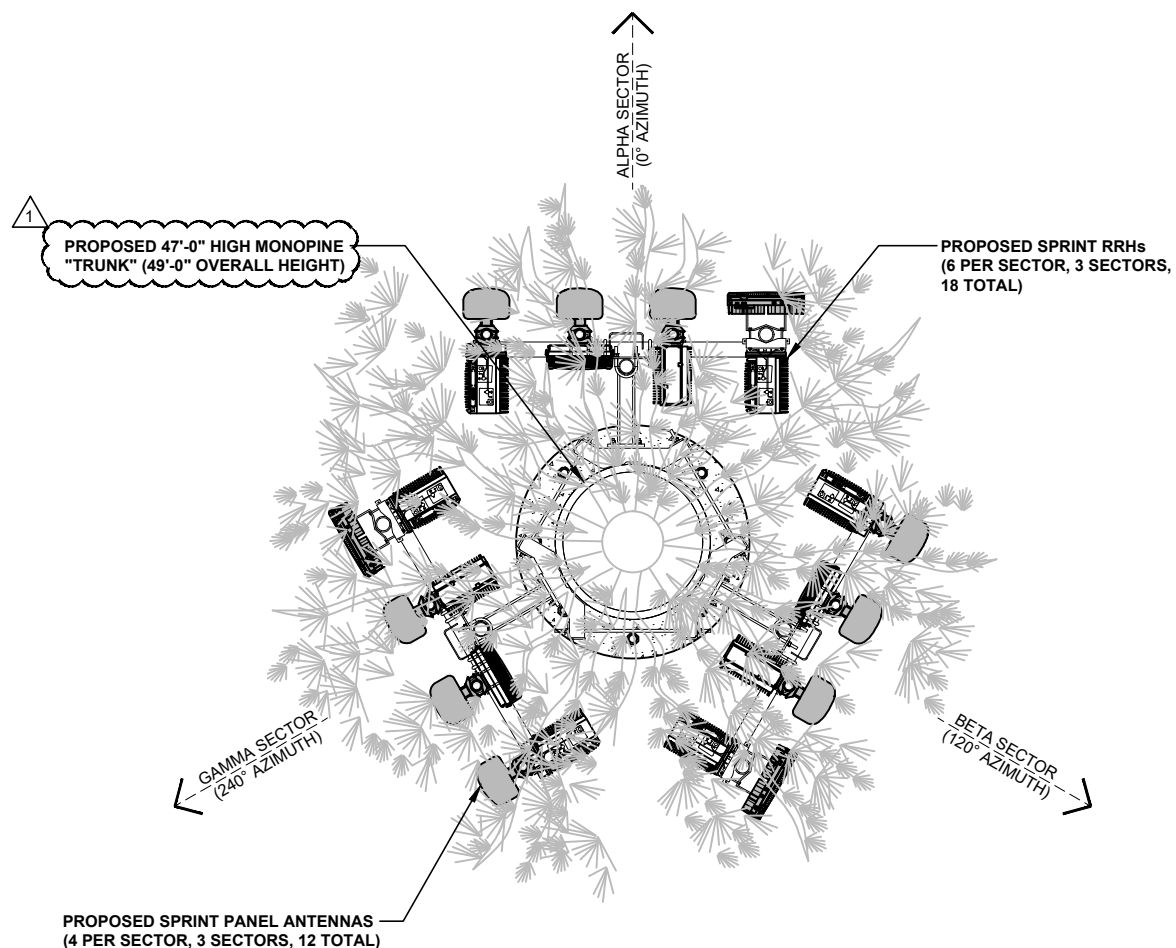 ALPHA SECTOR
(0° AZIMUTH)
1
PROPOSED 47'-0" HIGH MONOPINE
"TRUNK" (49'-0" OVERALL HEIGHT)
PROPOSED SPRINT RRHs
(6 PER SECTOR, 3 SECTORS,
18 TOTAL)
GAMMA SECTOR
(240° AZIMUTH)
BETA SECTOR
(120° AZIMUTH)
PROPOSED SPRINT PANEL ANTENNAS
(4 PER SECTOR, 3 SECTORS, 12 TOTAL)